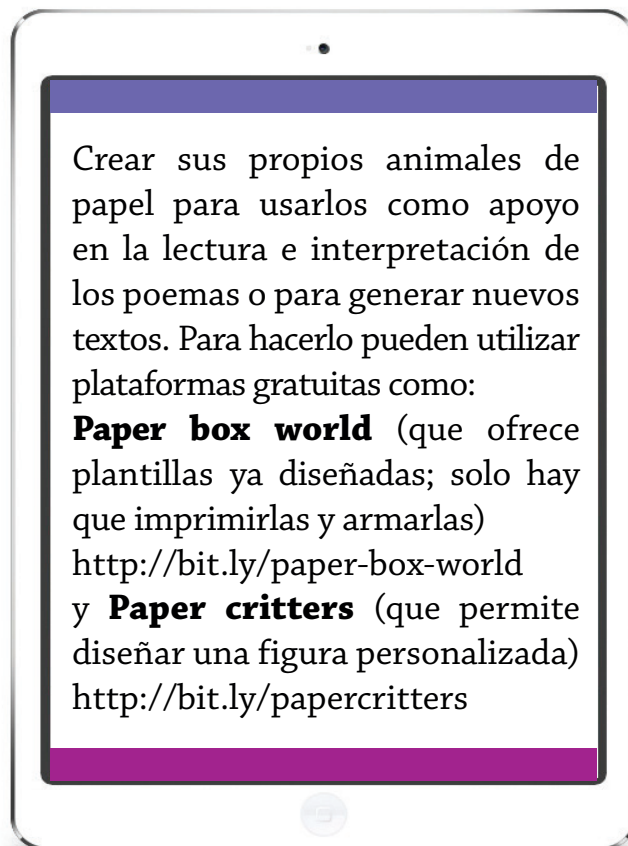 Crear sus propios animales de
papel para usarlos como apoyo
en la lectura e interpretación de
los poemas o para generar nuevos
textos. Para hacerlo pueden utilizar
plataformas gratuitas como:
Paper box world (que ofrece
plantillas ya diseñadas; solo hay
que imprimirlas y armarlas)
http://bit.ly/paper-box-world
y Paper critters (que permite
diseñar una figura personalizada)
http://bit.ly/papercritters